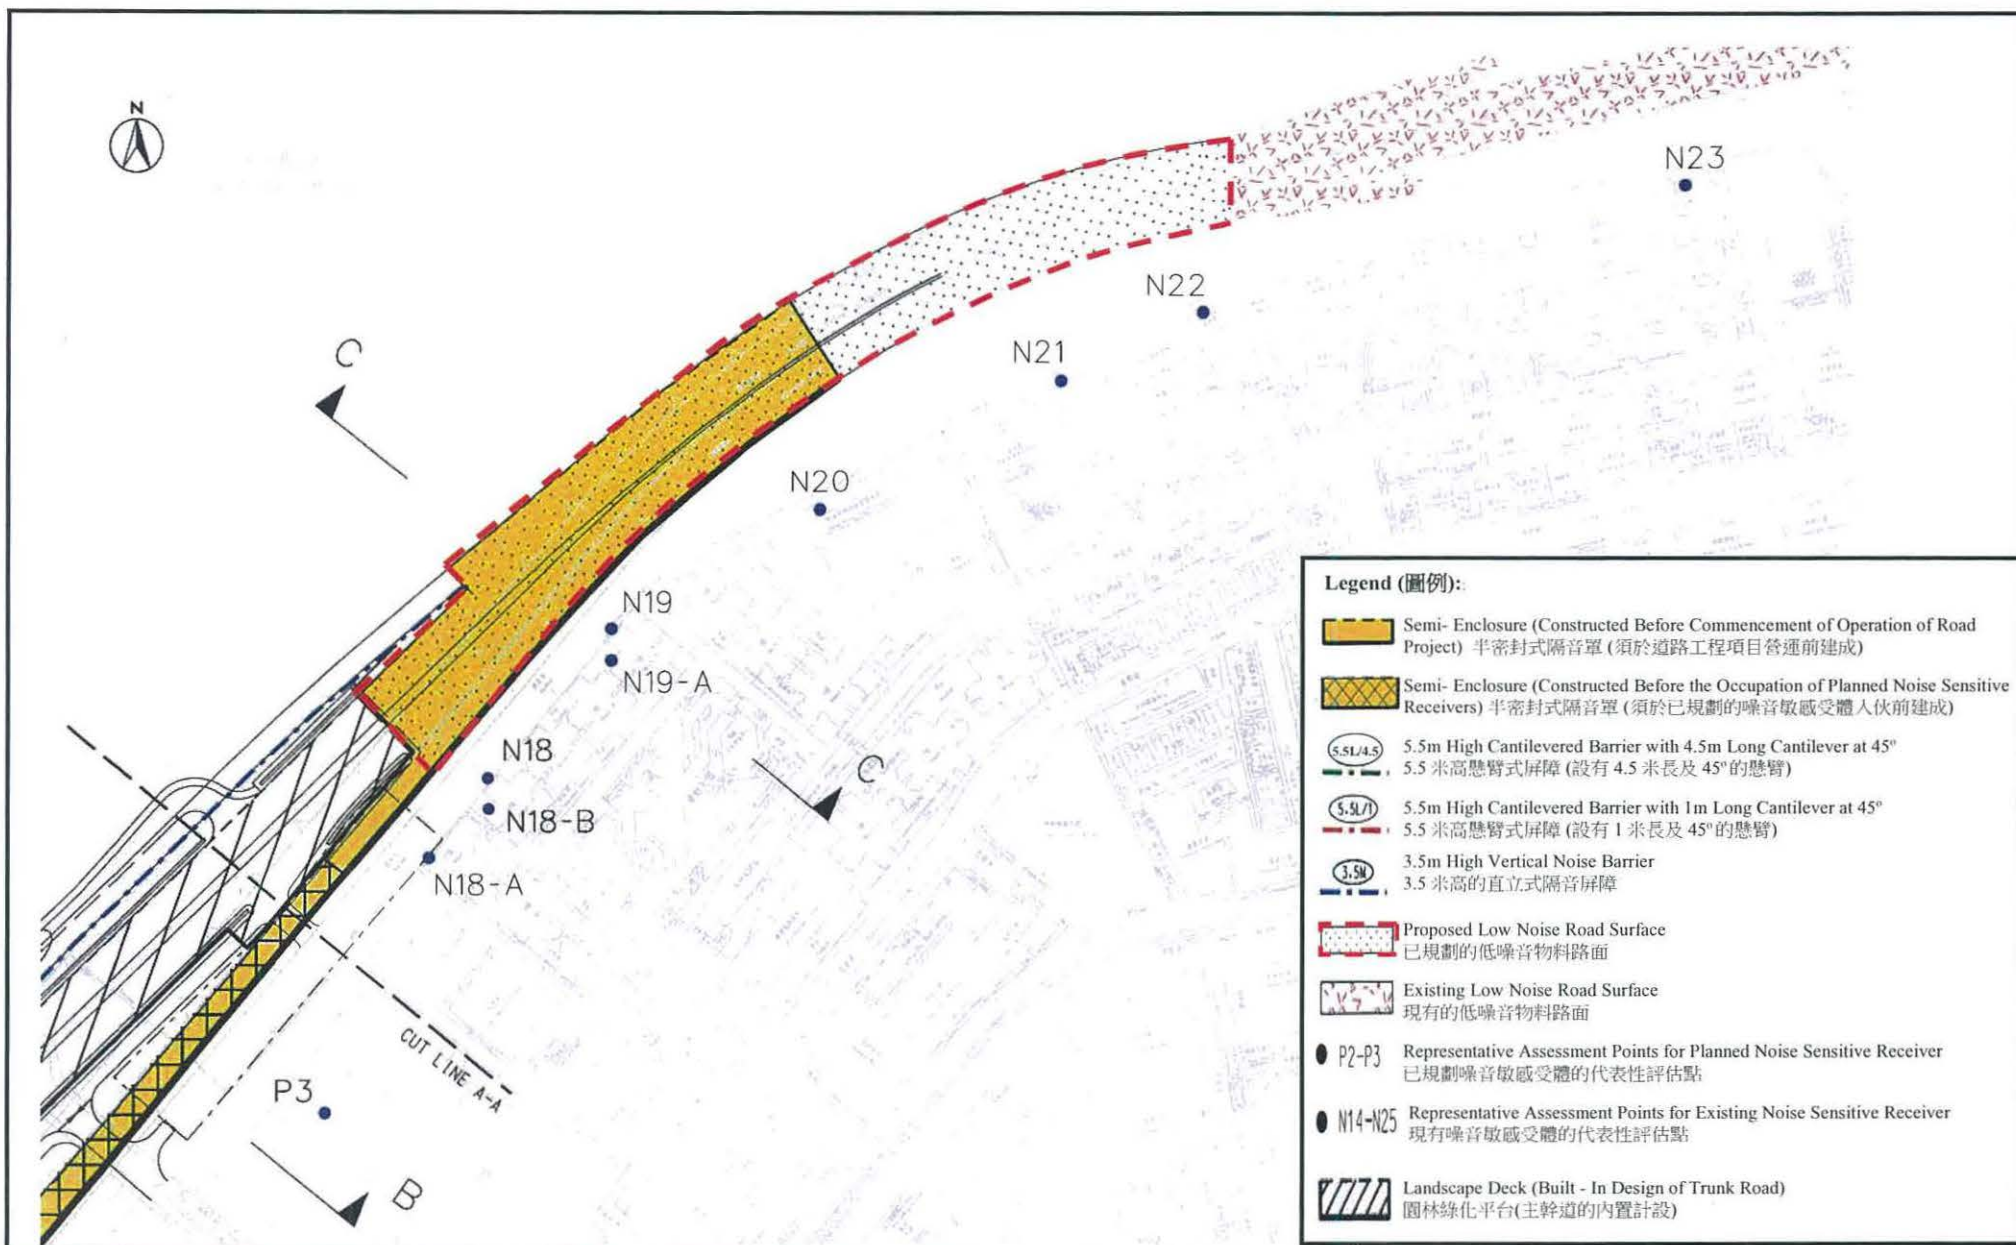 N
N23
N22
N21
C
N20
N19
N19-A
N18
C
N18-B
N18-A
CUT LINE A-A
P3
B
Legend (圖例):
Semi- Enclosure (Constructed Before Commencement of Operation of Road
Project) 半密封式隔音罩 (須於道路工程項目營運前建成)
Semi- Enclosure (Constructed Before the Occupation of Planned Noise Sensitive
Receivers) 半密封式隔音罩 (須於已規劃的噪音敏感受體入伙前建成)
5.5L/4.5 5.5m High Cantilevered Barrier with 4.5m Long Cantilever at 45°
5.5 米高懸臂式屏障 (設有 4.5 米長及 45° 的懸臂)
5.5L/1 5.5m High Cantilevered Barrier with 1m Long Cantilever at 45°
5.5 米高懸臂式屏障 (設有 1 米長及 45° 的懸臂)
3.5M 3.5m High Vertical Noise Barrier
3.5 米高的直立式隔音屏障
Proposed Low Noise Road Surface
已規劃的低噪音物料路面
Existing Low Noise Road Surface
現有的低噪音物料路面
P2-P3 Representative Assessment Points for Planned Noise Sensitive Receiver
已規劃噪音敏感受體的代表性評估點
N14-N25 Representative Assessment Points for Existing Noise Sensitive Receiver
現有噪音敏感受體的代表性評估點
Landscape Deck (Built - In Design of Trunk Road)
園林綠化平台(主幹道的內置計設)